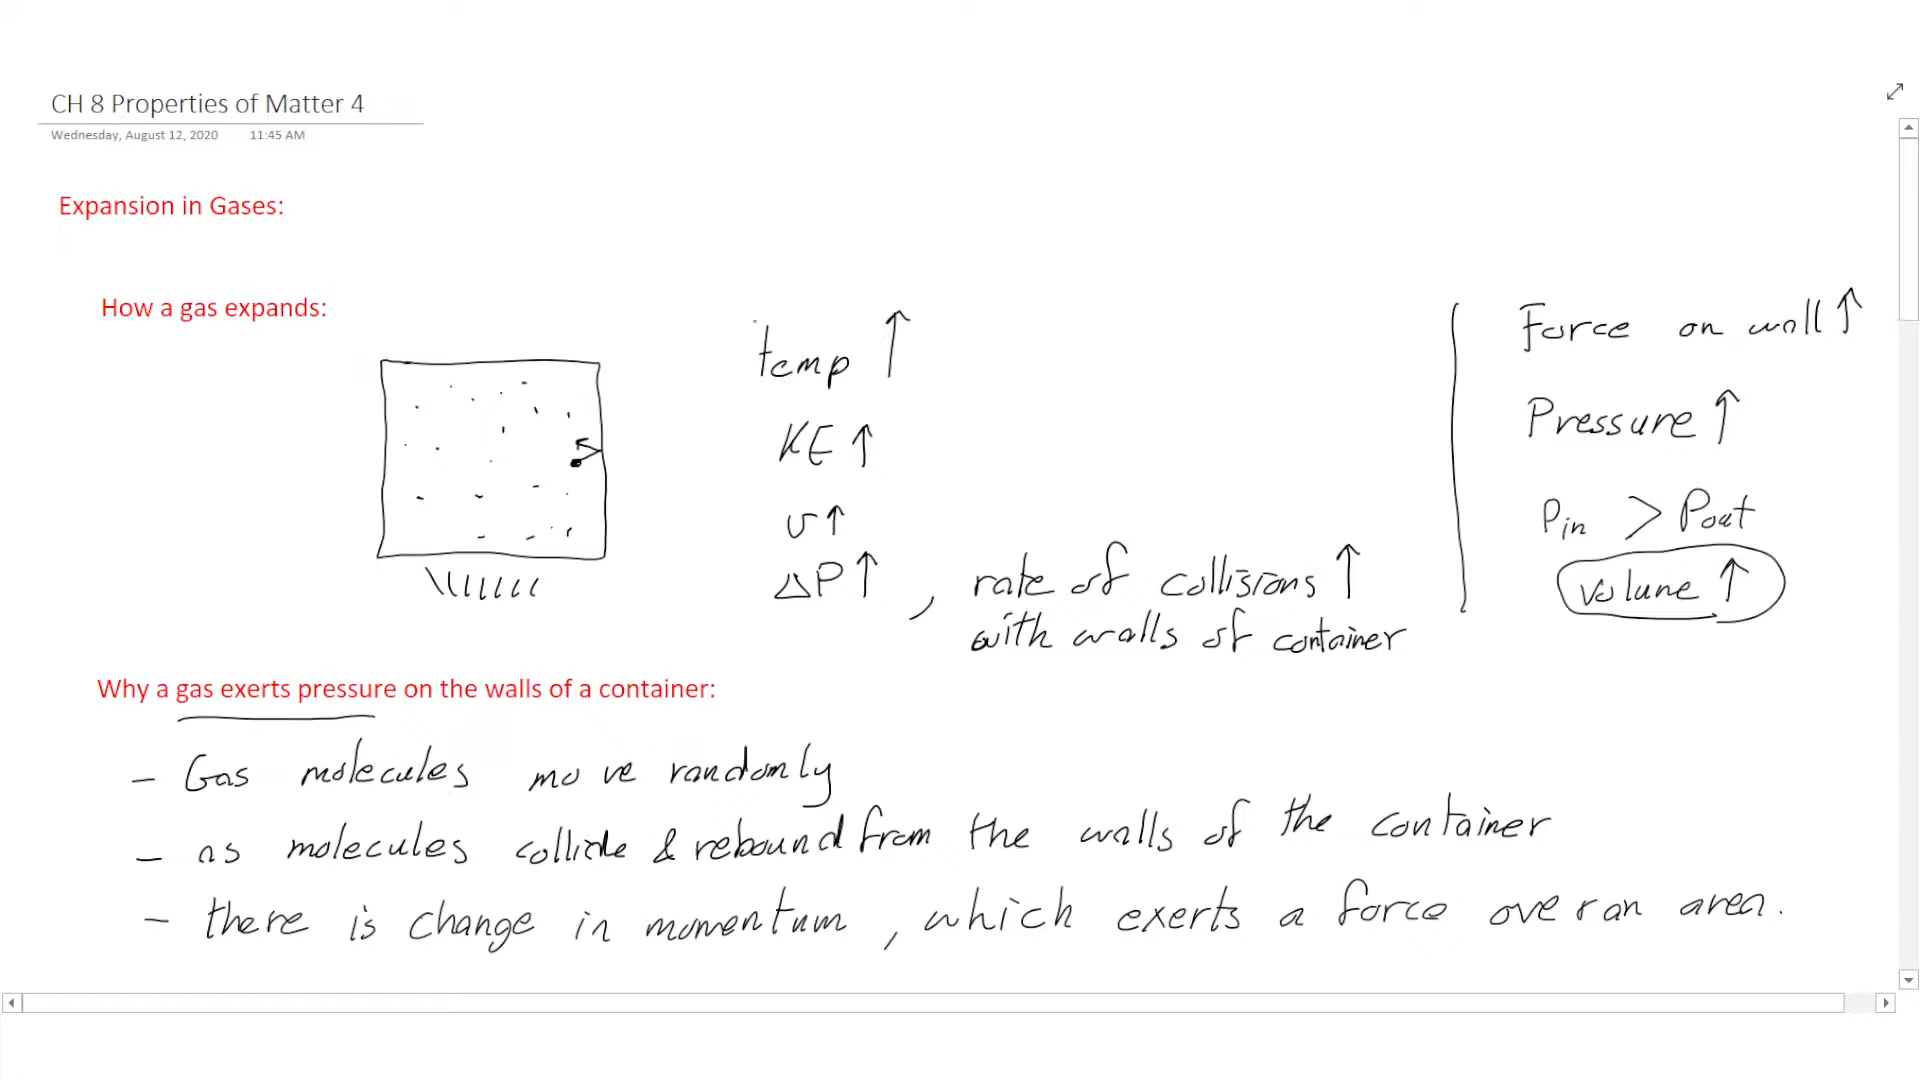 CH 8 Properties of Matter 4
Wednesday, August 12, 2020 11:45 AM
Expansion in Gases:
How a gas expands:
temp ↑
KE ↑
v ↑
ΔP ↑, rate of collisions ↑
with walls of container
Force on wall ↑
Pressure ↑
Pin > Pout
volume ↑
Why a gas exerts pressure on the walls of a container:
- Gas molecules move randomly
- as molecules collide & rebound from the walls of the container
- there is change in momentum, which exerts a force over an area.